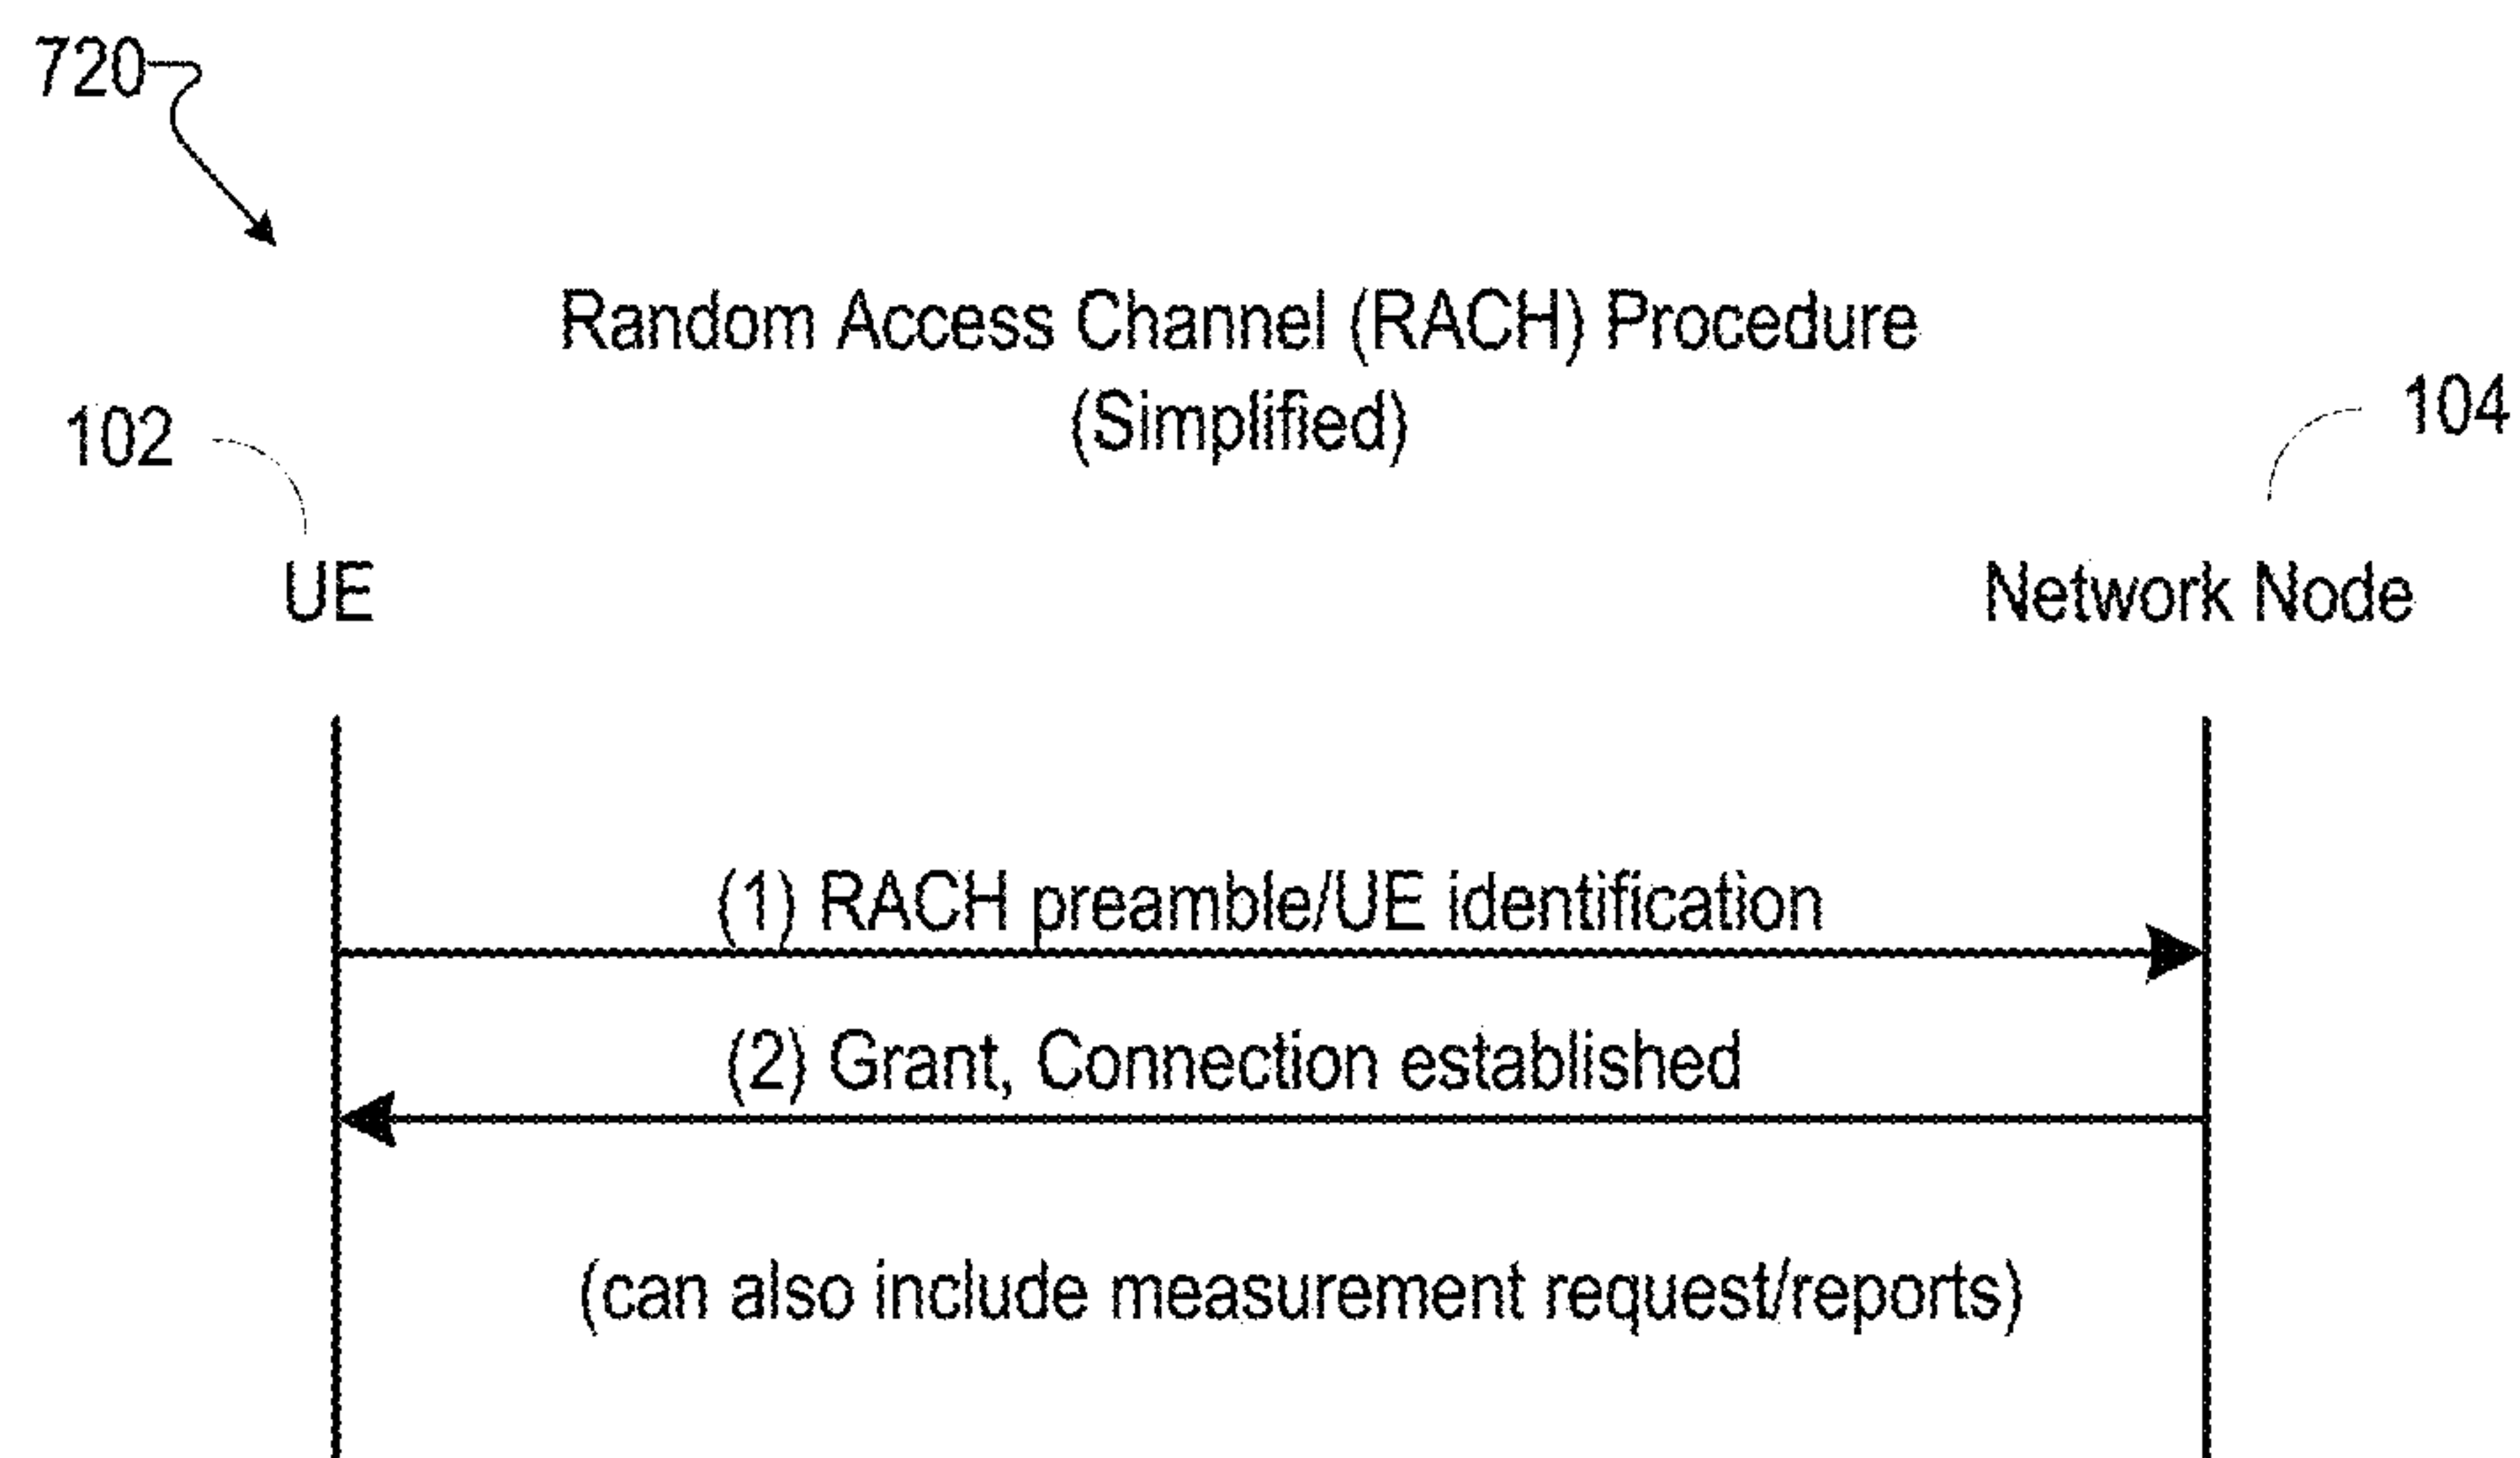 720
Random Access Channel (RACH) Procedure
(Simplified)
102
104
UE
Network Node
(1) RACH preamble/UE identification
(2) Grant, Connection established
(can also include measurement request/reports)